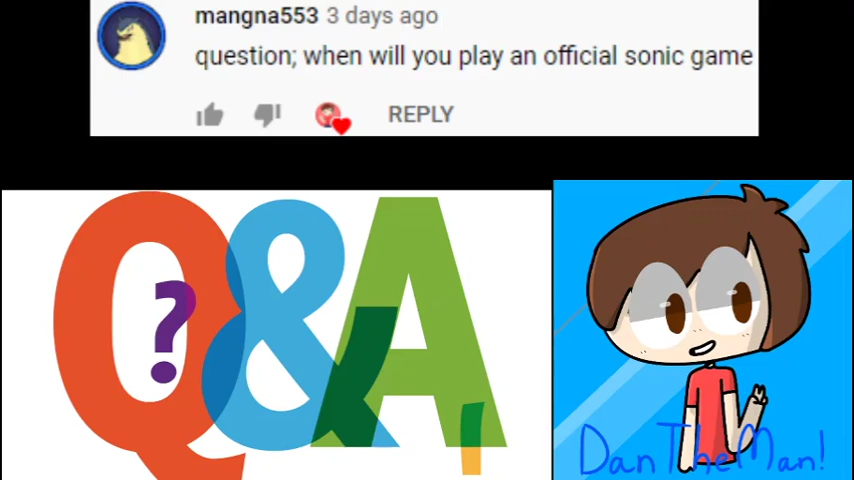 mangna553 3 days ago
question; when will you play an official sonic game
REPLY
Q&A
?
DanTheMan!